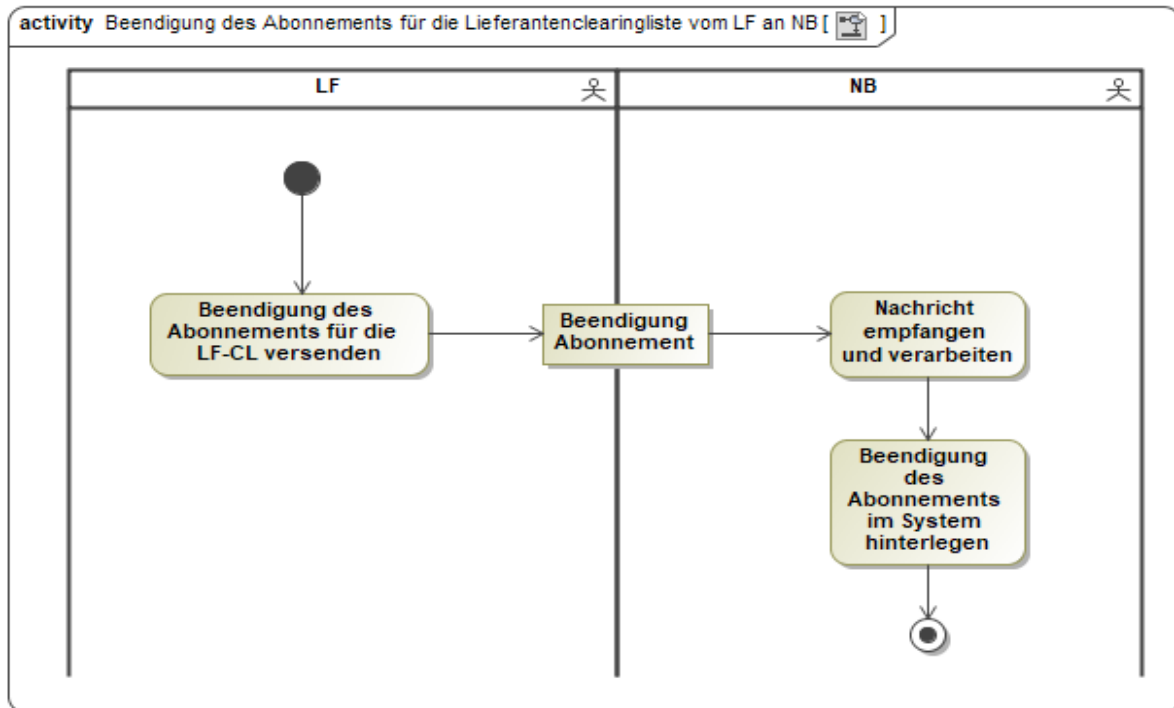 activity Beendigung des Abonnements für die Lieferantenclearingliste vom LF an NB [ ]
LF
NB
Beendigung des
Abonnements für die
LF-CL versenden
Beendigung
Abonnement
Nachricht
empfangen
und verarbeiten
Beendigung
des
Abonnements
im System
hinterlegen